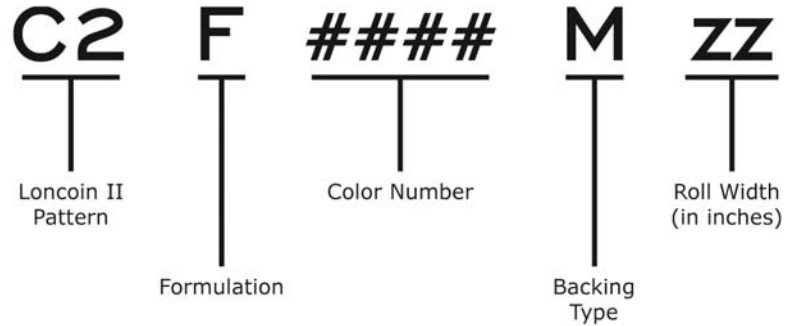 C2 F #### M ZZ
Loncoin II
Pattern
Color Number
Roll Width
(in inches)
Formulation
Backing
Type